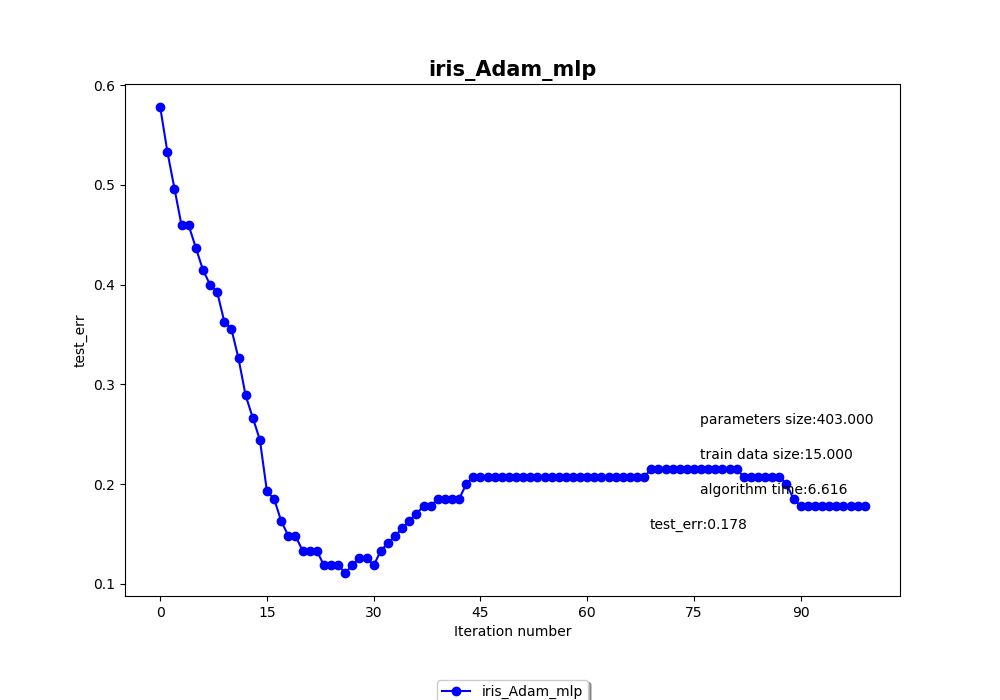 iris_Adam_mlp
0.6
0.5
0.4
0.3
0.2
0.1
test_err
parameters size:403.000
train data size:15.000
algorithm time:6.616
test_err:0.178
0 15 30 45 60 75 90
Iteration number
iris_Adam_mlp